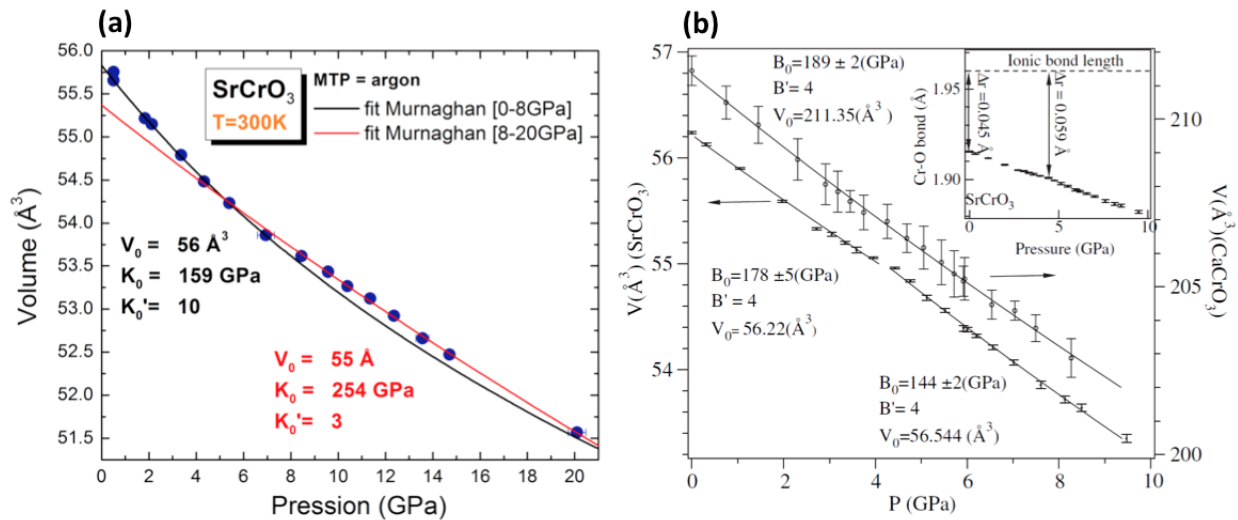 (a)
56.0
55.5
55.0
54.5
54.0
53.5
53.0
52.5
52.0
51.5
Volume (Å³)
SrCrO₃
T=300K
MTP = argon
fit Murnaghan [0-8GPa]
fit Murnaghan [8-20GPa]
V₀ = 56 Å³
K₀ = 159 GPa
K₀'= 10
V₀ = 55 Å
K₀ = 254 GPa
K₀'= 3
0 2 4 6 8 10 12 14 16 18 20
Pression (GPa)
(b)
57
56
55
54
V(Å³) (SrCrO₃)
B₀=189 ± 2(GPa)
B'= 4
V₀=211.35(Å³)
Ionic bond length
1.95
1.90
Cr-O bond (Å)
Δr=0.045 Å
Δr=0.059 Å
SrCrO₃
0 5 10
Pressure (GPa)
B₀=178 ±5(GPa)
B'= 4
V₀=56.22(Å³)
B₀=144 ±2(GPa)
B'= 4
V₀=56.544 (Å³)
210
205
200
V(Å³)(CaCrO₃)
0 2 4 6 8 10
P (GPa)